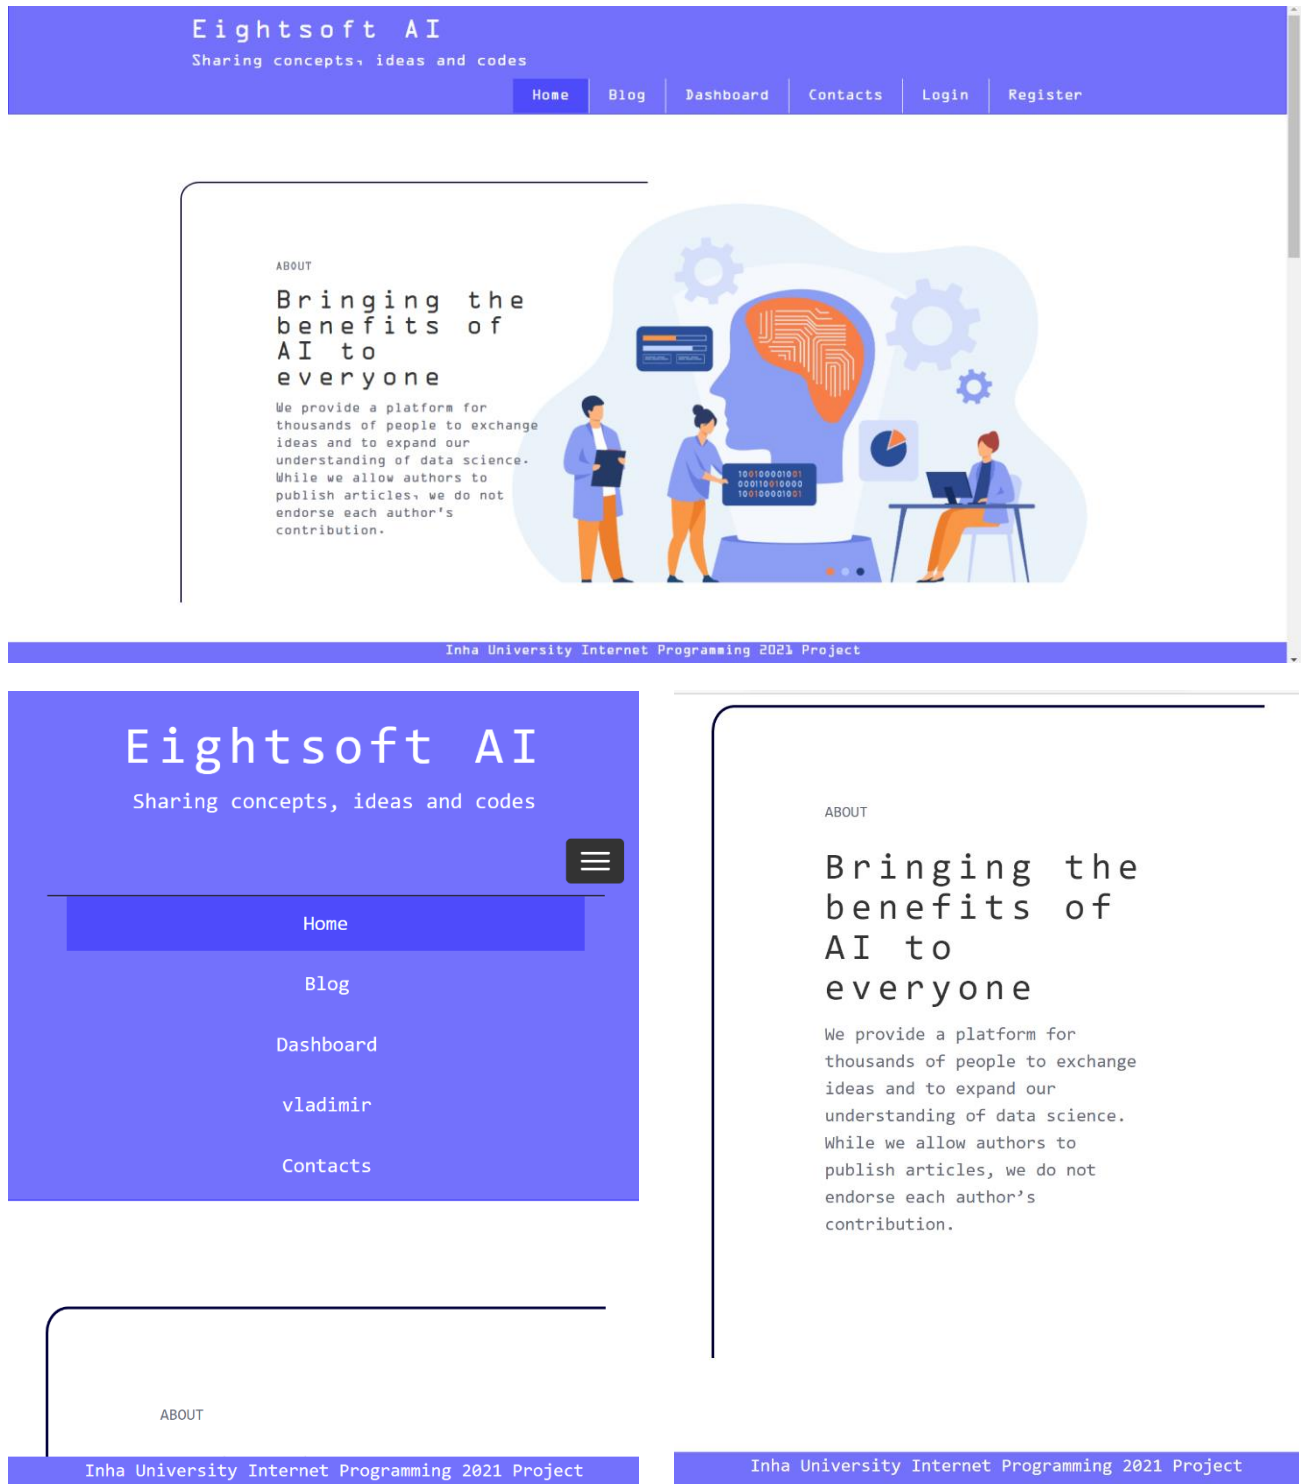 Eightsoft AI
Sharing concepts, ideas and codes
Home Blog Dashboard Contacts Login Register
ABOUT
Bringing the
benefits of
AI to
everyone
We provide a platform for
thousands of people to exchange
ideas and to expand our
understanding of data science.
While we allow authors to
publish articles, we do not
endorse each author's
contribution.
10010000100​1
000110010000
100100001001
Inha University Internet Programming 2021 Project
Eightsoft AI
Sharing concepts, ideas and codes
Home
Blog
Dashboard
vladimir
Contacts
ABOUT
Inha University Internet Programming 2021 Project
ABOUT
Bringing the
benefits of
AI to
everyone
We provide a platform for
thousands of people to exchange
ideas and to expand our
understanding of data science.
While we allow authors to
publish articles, we do not
endorse each author’s
contribution.
Inha University Internet Programming 2021 Project